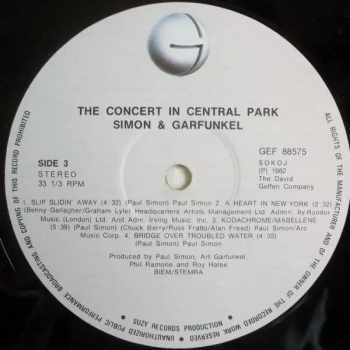 THE CONCERT IN CENTRAL PARK
SIMON & GARFUNKEL
GEF 88575
SIDE 3
STEREO
33 1/3 RPM
SOKOJ
(P) 1982
The David
Geffen Company
1. SLIP SLIDIN' AWAY (4 32) (Paul Simon) Paul Simon 2. A HEART IN NEW YORK (2 32)
(Benny Gallagher/Graham Lyle) Headquarters Artists Management Ltd. Admin. by Rondor
Music (London) Ltd. And Adm. Irving Music Inc. 3. KODACHROME/MABELLENE
(5 39) (Paul Simon) (Chuck Berry/Russ Fratto/Alan Freed) Paul Simon/Arc
Music Corp. 4. BRIDGE OVER TROUBLED WATER (4 33)
(Paul Simon) Paul Simon
Produced by Paul Simon, Art Garfunkel,
Phil Ramone and Roy Halee
BIEM/STEMRA
SUZY RECORDS PRODUCTION
ALL RIGHTS OF THE MANUFACTURER AND OF THE OWNER OF THE RECORDED WORK RESERVED
UNAUTHORIZED PUBLIC PERFORMANCE BROADCASTING AND COPYING OF THIS RECORD PROHIBITED